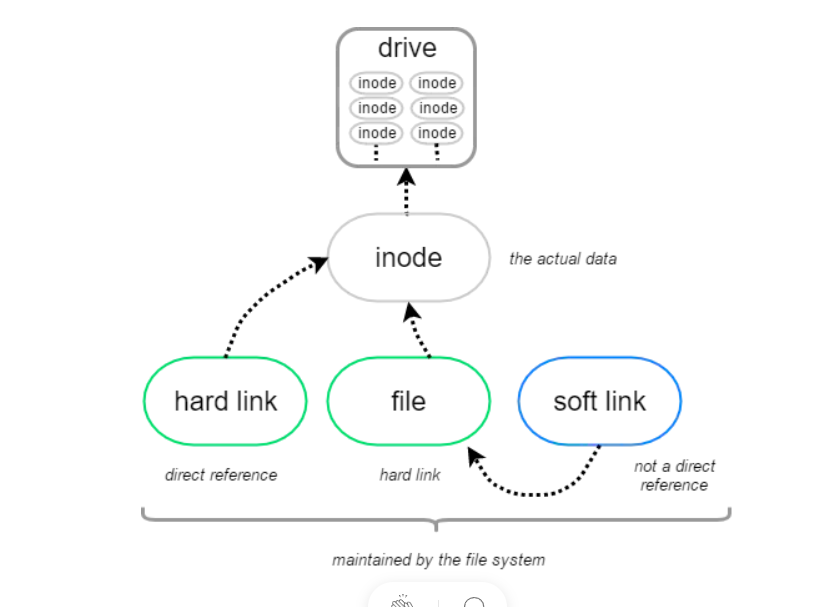 drive
inode inode
inode inode
inode inode
inode
the actual data
hard link
file
soft link
direct reference
hard link
not a direct
reference
maintained by the file system